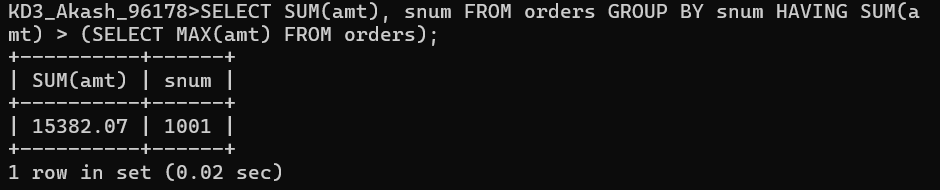 KD3_Akash_96178>SELECT SUM(amt), snum FROM orders GROUP BY snum HAVING SUM(a
mt) > (SELECT MAX(amt) FROM orders);
+----------+------+
| SUM(amt) | snum |
+----------+------+
| 15382.07 | 1001 |
+----------+------+
1 row in set (0.02 sec)